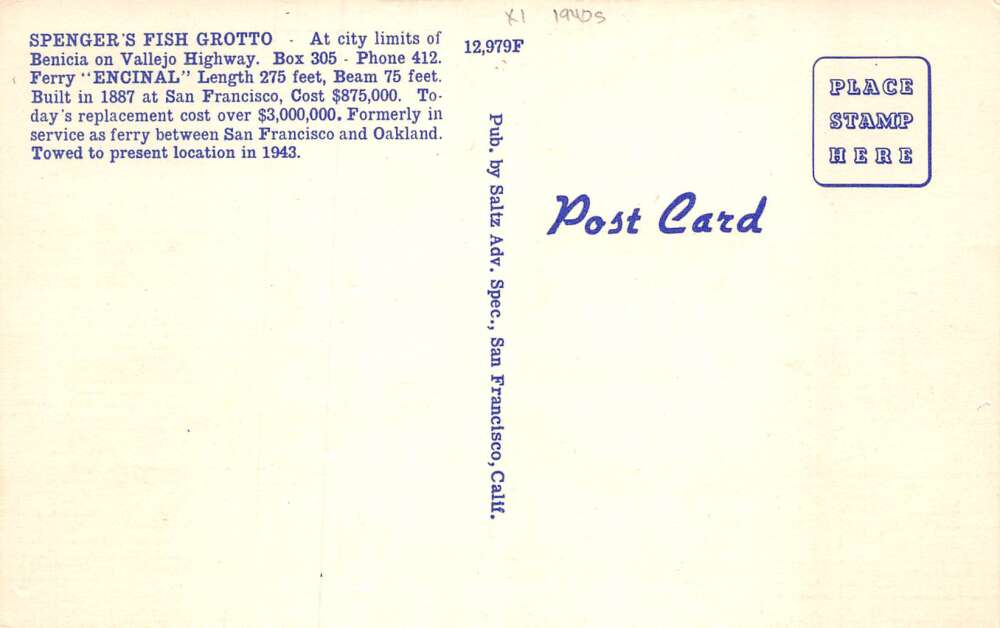 X1 1940s
SPENGER'S FISH GROTTO - At city limits of
Benicia on Vallejo Highway. Box 305 - Phone 412.
Ferry "ENCINAL" Length 275 feet, Beam 75 feet.
Built in 1887 at San Francisco, Cost $875,000. To-
day's replacement cost over $3,000,000. Formerly in
service as ferry between San Francisco and Oakland.
Towed to present location in 1943.
12,979F
Pub. by Saltz Adv. Spec., San Francisco, Calif.
Post Card
PLACE
STAMP
HERE